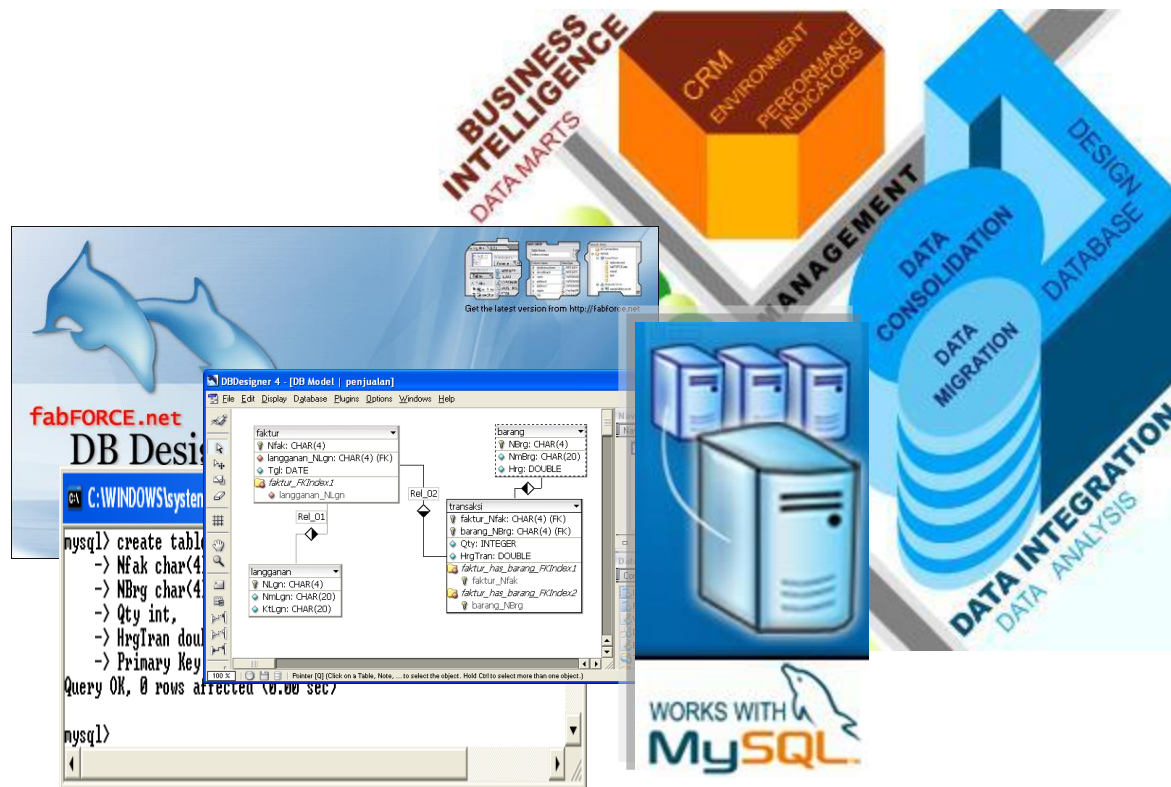 BUSINESS
INTELLIGENCE
DATA MARTS
CRM
ENVIRONMENT
PERFORMANCE
INDICATORS
MANAGEMENT
DESIGN
DATABASE
DATA
CONSOLIDATION
DATA
MIGRATION
DATA INTEGRATION
DATA ANALYSIS
Get the latest version from http://fabforce.net
fabFORCE.net
DB Desi
DBDesigner 4 - [DB Model | penjualan]
File Edit Display Database Plugins Options Windows Help
faktur
Nfak: CHAR(4)
langganan_NLgn: CHAR(4) (FK)
Tgl: DATE
faktur_FKIndex1
langganan_NLgn
barang
NBrg: CHAR(4)
NmBrg: CHAR(20)
Hrg: DOUBLE
Rel_02
Rel_01
transaksi
faktur_Nfak: CHAR(4) (FK)
barang_NBrg: CHAR(4) (FK)
Qty: INTEGER
HrgTran: DOUBLE
faktur_has_barang_FKIndex1
faktur_Nfak
faktur_has_barang_FKIndex2
barang_NBrg
langganan
NLgn: CHAR(4)
NmLgn: CHAR(20)
KtLgn: CHAR(20)
100 %
Pointer [Q] (Click on a Table, Note, ... to select the object. Hold Ctrl to select more than one object.)
C:\WINDOWS\system
mysql> create table
-> Nfak char(4
-> NBrg char(4
-> Qty int,
-> HrgTran doul
-> Primary Key
Query OK, 0 rows affected (0.00 sec)
mysql>
WORKS WITH
MySQL